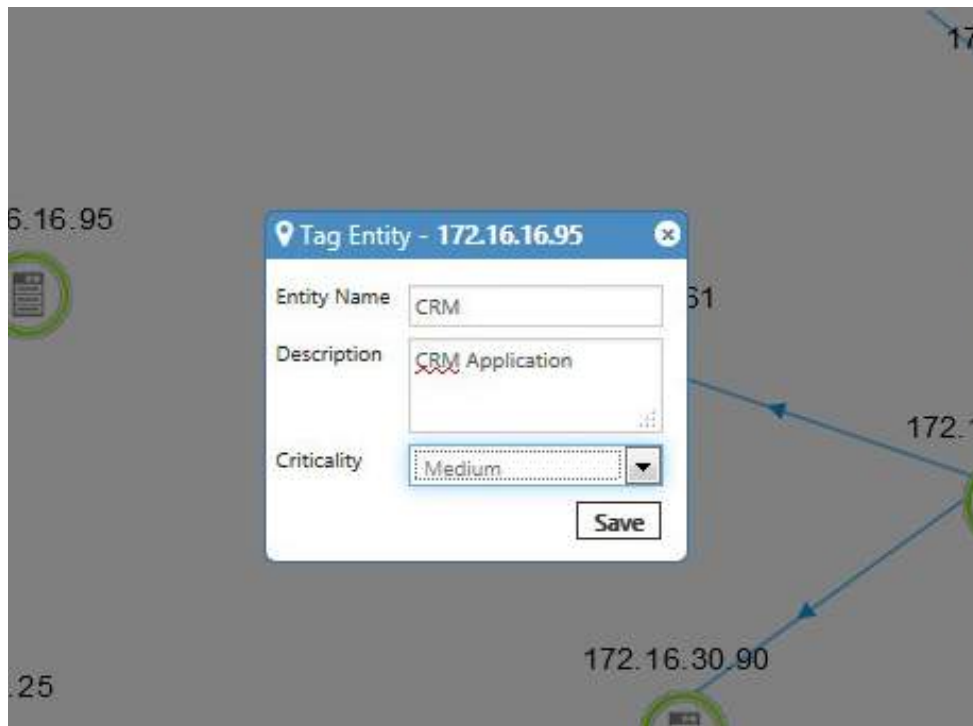 17
6.16.95
Tag Entity - 172.16.16.95
Entity Name
CRM
61
Description
CRM Application
172.1
Criticality
Medium
Save
172.16.30.90
.25